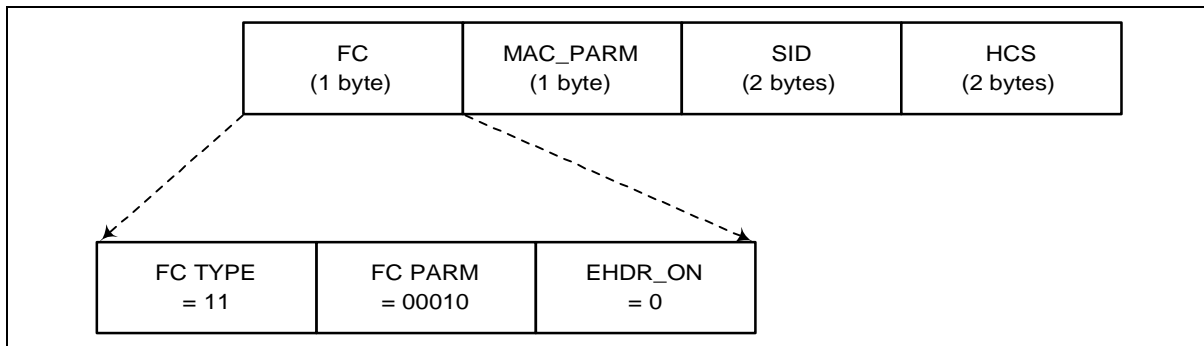 FC
(1 byte)
MAC_PARM
(1 byte)
SID
(2 bytes)
HCS
(2 bytes)
FC TYPE
= 11
FC PARM
= 00010
EHDR_ON
= 0